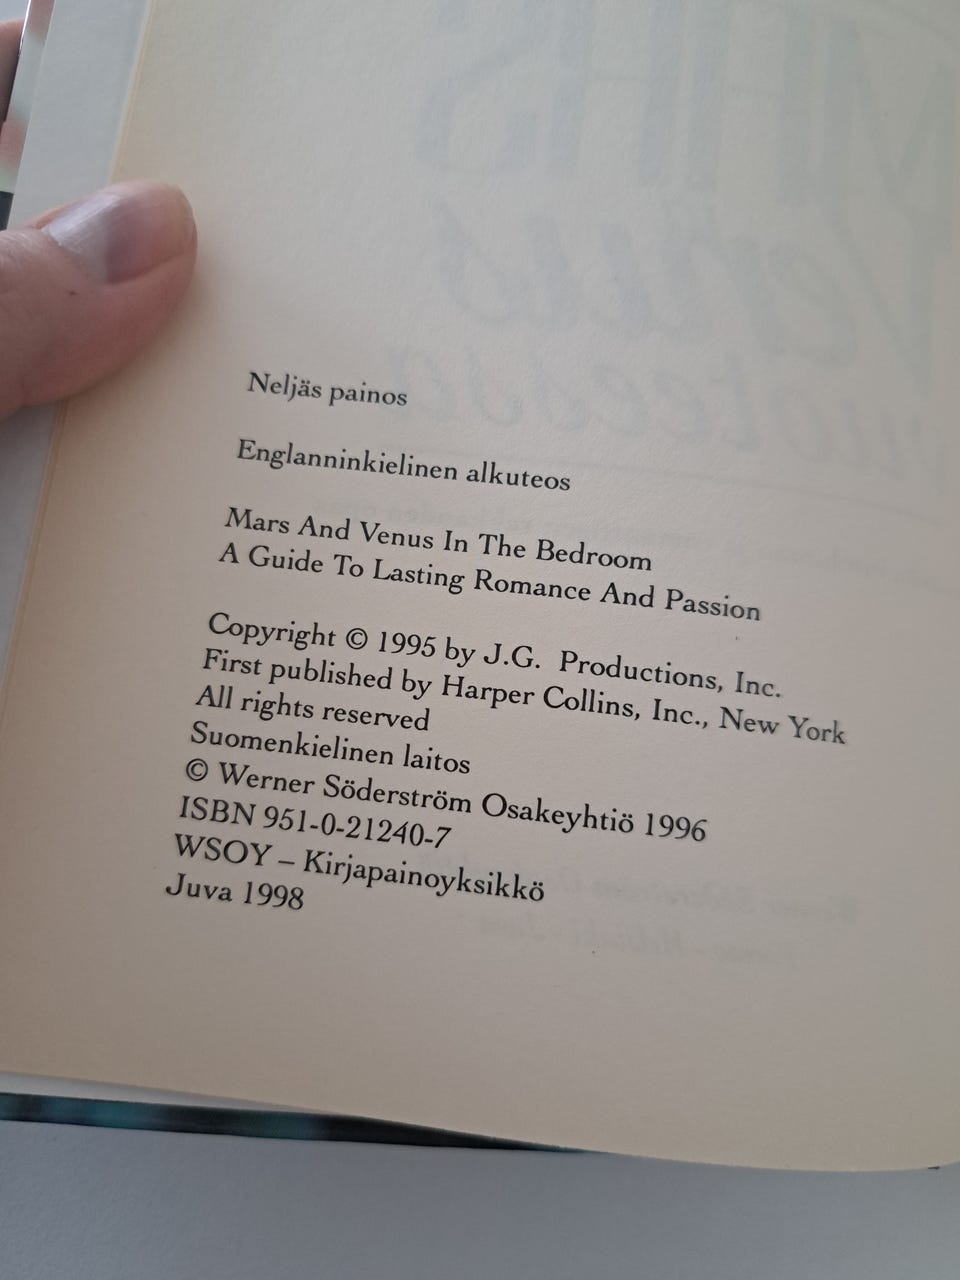 Neljäs painos
Englanninkielinen alkuteos
Mars And Venus In The Bedroom
A Guide To Lasting Romance And Passion
Copyright © 1995 by J.G. Productions, Inc.
First published by Harper Collins, Inc., New York
All rights reserved
Suomenkielinen laitos
© Werner Söderström Osakeyhtiö 1996
ISBN 951-0-21240-7
WSOY – Kirjapainoyksikkö
Juva 1998